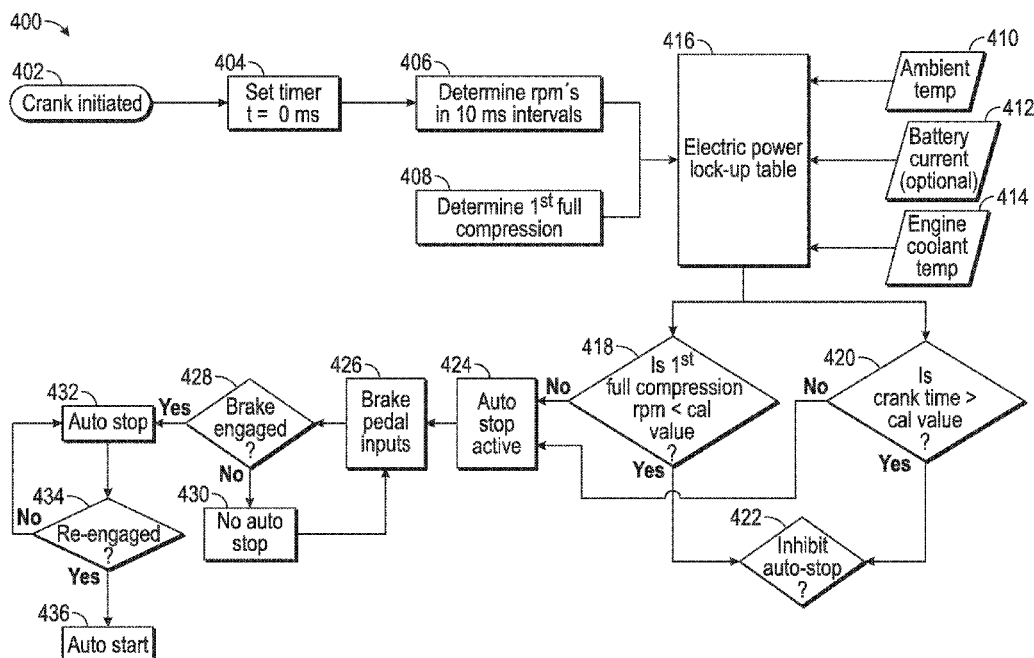 400
402
Crank initiated
404
Set timer
t = 0 ms
406
Determine rpm´s
in 10 ms intervals
408
Determine 1st full
compression
416
Electric power
lock-up table
410
Ambient
temp
412
Battery
current
(optional)
414
Engine
coolant
temp
418
Is 1st
full compression
rpm < cal
value
?
No
Yes
420
Is
crank time >
cal value
?
No
Yes
422
Inhibit
auto-stop
?
424
Auto
stop
active
426
Brake
pedal
inputs
428
Brake
engaged
?
Yes
No
430
No auto
stop
432
Auto stop
434
Re-engaged
?
No
Yes
436
Auto start